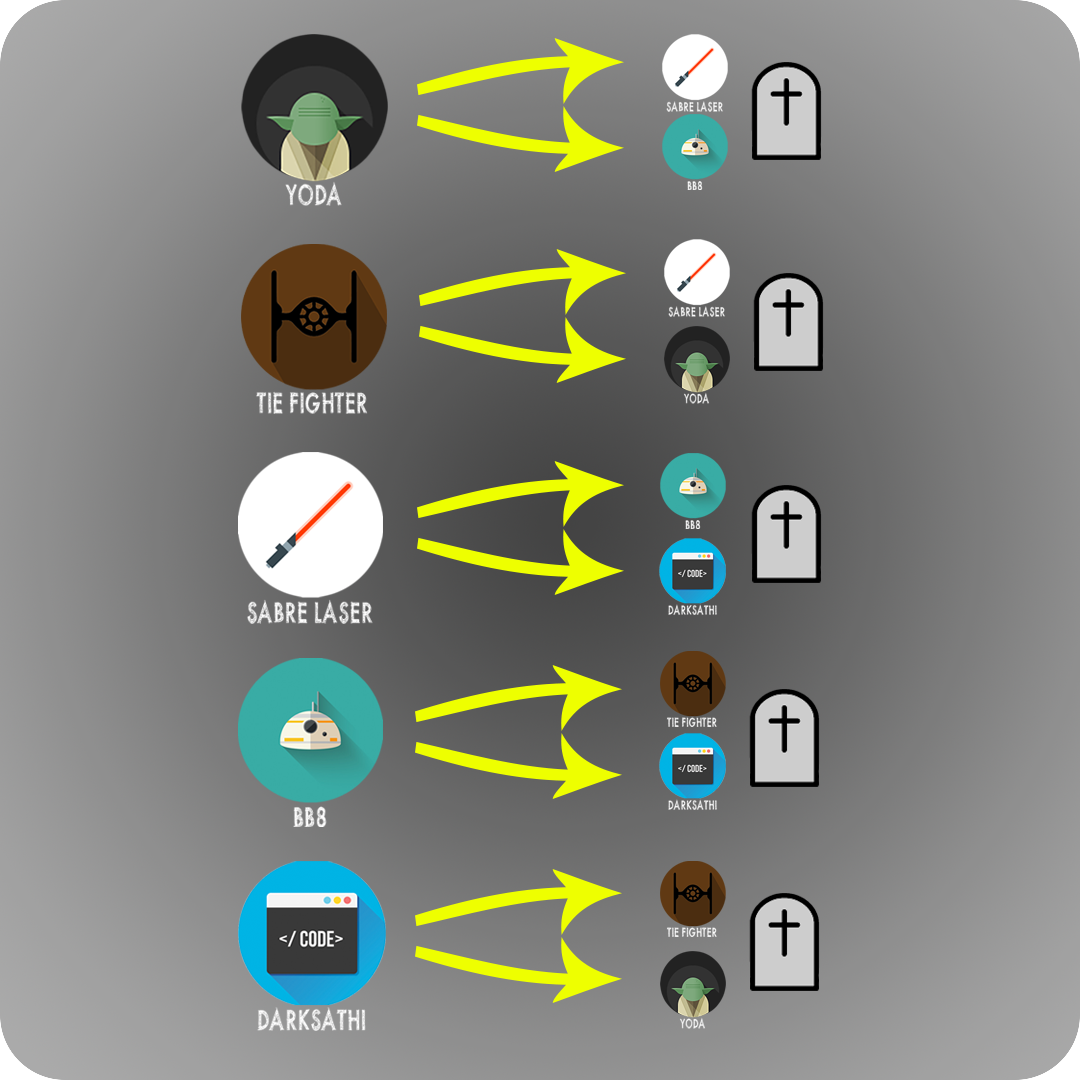 SABRE LASER
BB8
YODA
SABRE LASER
YODA
TIE FIGHTER
BB8
</ CODE>
DARKSATHI
SABRE LASER
TIE FIGHTER
</ CODE>
DARKSATHI
BB8
TIE FIGHTER
YODA
</ CODE>
DARKSATHI